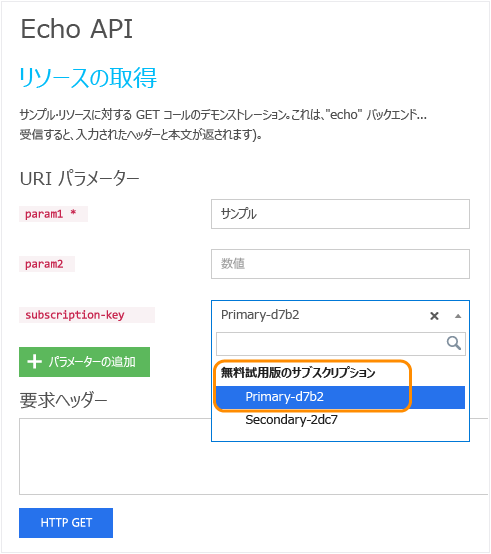 Echo API
リソースの取得
サンプル･リソースに対する GET コールのデモンストレーション。これは、"echo" バックエンド...
受信すると、入力されたヘッダーと本文が返されます)。
URI パラメーター
param1 *
サンプル
param2
数値
subscription-key
Primary-d7b2
パラメーターの追加
無料試用版のサブスクリプション
Primary-d7b2
Secondary-2dc7
要求ヘッダー
HTTP GET